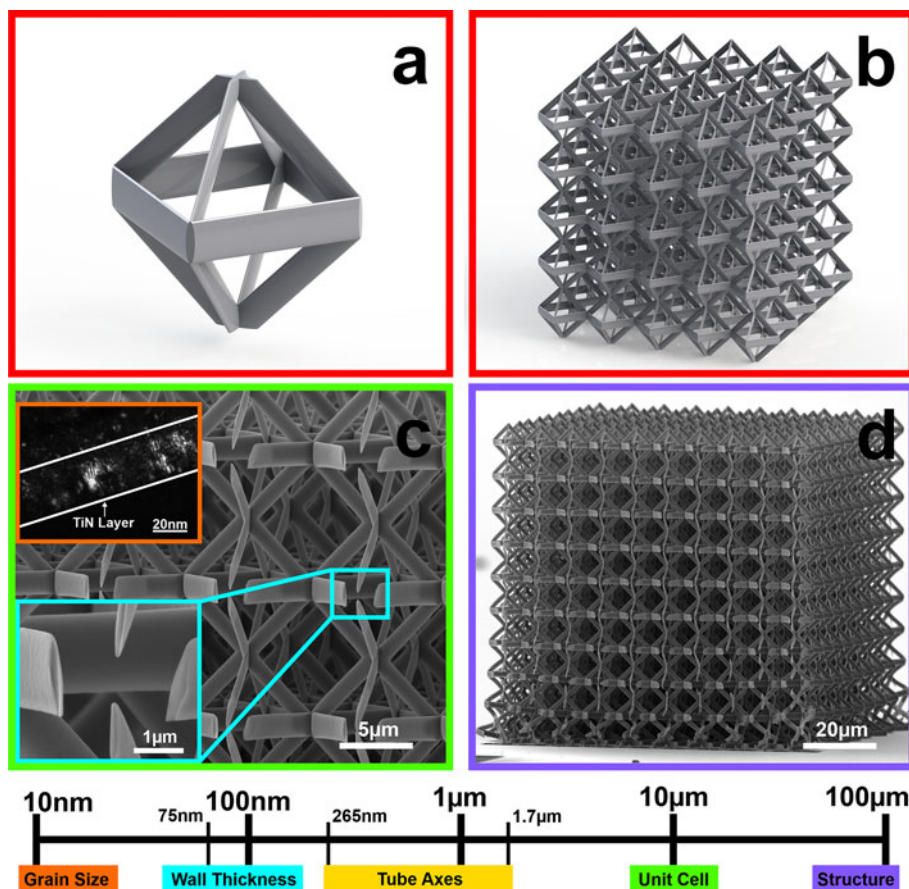 a
b
c
TiN Layer
20nm
1µm
5µm
d
20µm
10nm
75nm
100nm
265nm
1µm
1.7µm
10µm
100µm
Grain Size
Wall Thickness
Tube Axes
Unit Cell
Structure